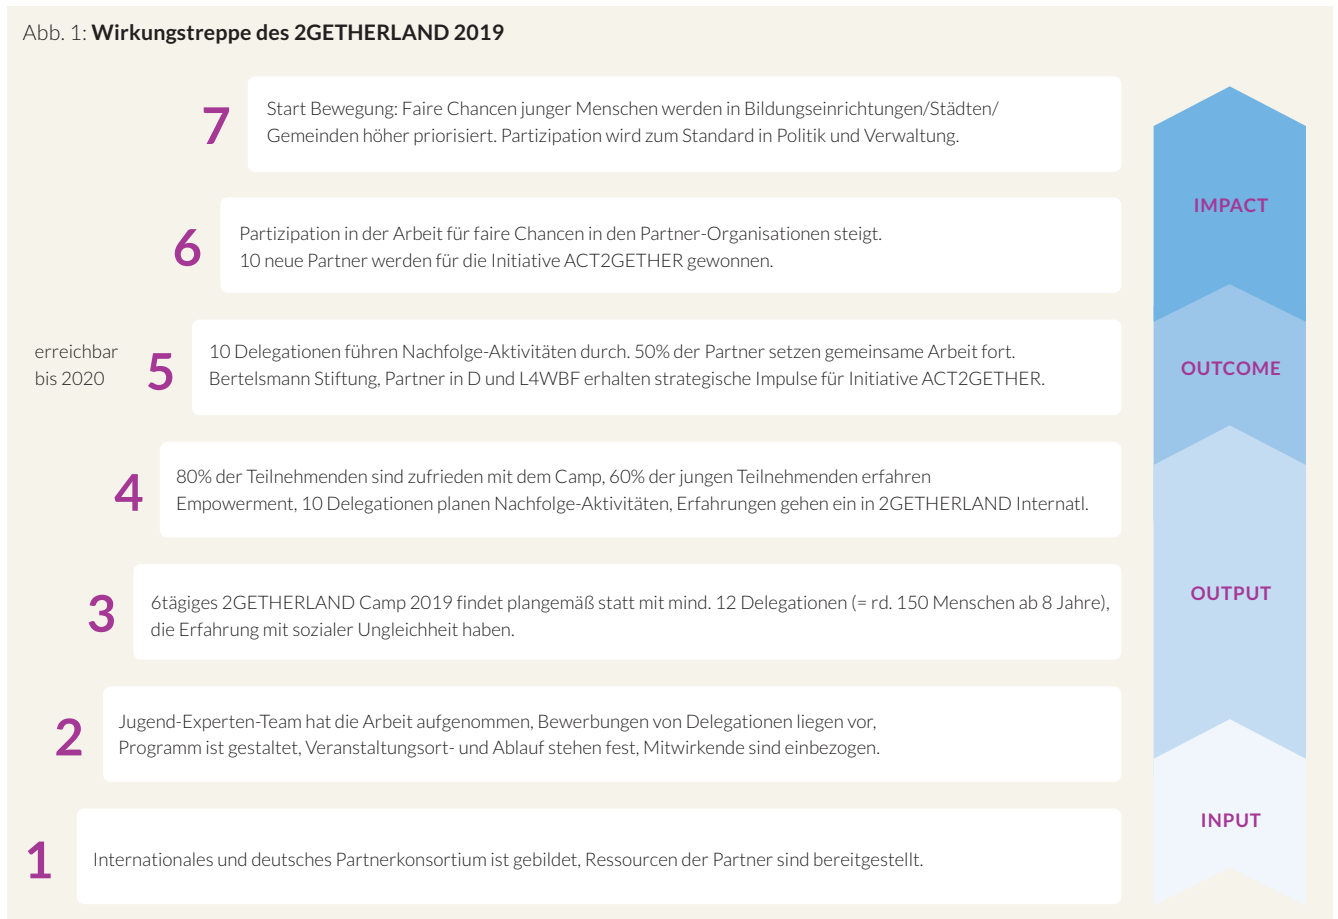 Abb. 1: Wirkungstreppe des 2GETHERLAND 2019
7
Start Bewegung: Faire Chancen junger Menschen werden in Bildungseinrichtungen/Städten/
Gemeinden höher priorisiert. Partizipation wird zum Standard in Politik und Verwaltung.
IMPACT
6
Partizipation in der Arbeit für faire Chancen in den Partner-Organisationen steigt.
10 neue Partner werden für die Initiative ACT2GETHER gewonnen.
erreichbar
bis 2020
5
10 Delegationen führen Nachfolge-Aktivitäten durch. 50% der Partner setzen gemeinsame Arbeit fort.
Bertelsmann Stiftung, Partner in D und L4WBF erhalten strategische Impulse für Initiative ACT2GETHER.
OUTCOME
4
80% der Teilnehmenden sind zufrieden mit dem Camp, 60% der jungen Teilnehmenden erfahren
Empowerment, 10 Delegationen planen Nachfolge-Aktivitäten, Erfahrungen gehen ein in 2GETHERLAND Internatl.
3
6tägiges 2GETHERLAND Camp 2019 findet plangemäß statt mit mind. 12 Delegationen (= rd. 150 Menschen ab 8 Jahre),
die Erfahrung mit sozialer Ungleichheit haben.
OUTPUT
2
Jugend-Experten-Team hat die Arbeit aufgenommen, Bewerbungen von Delegationen liegen vor,
Programm ist gestaltet, Veranstaltungsort- und Ablauf stehen fest, Mitwirkende sind einbezogen.
INPUT
1
Internationales und deutsches Partnerkonsortium ist gebildet, Ressourcen der Partner sind bereitgestellt.